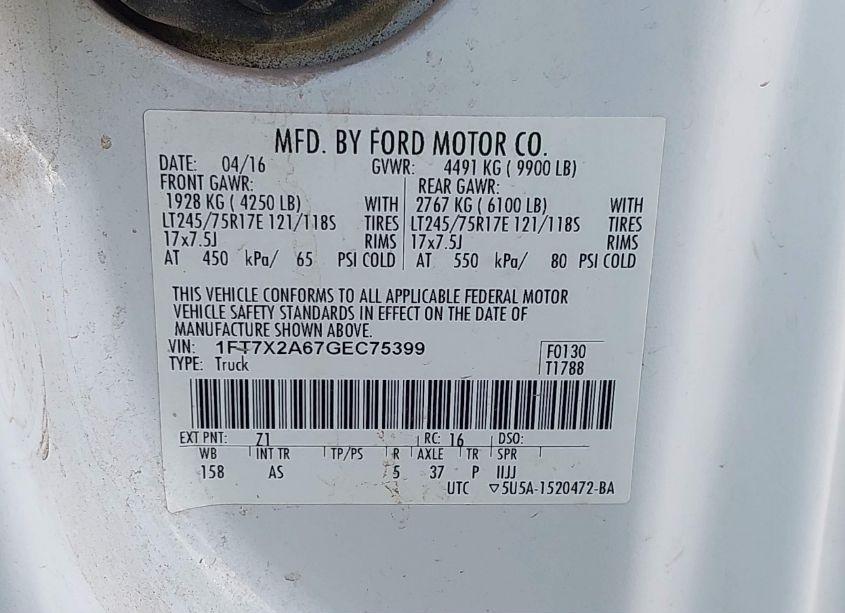 MFD. BY FORD MOTOR CO.
DATE: 04/16 GVWR: 4491 KG ( 9900 LB)
FRONT GAWR: REAR GAWR:
1928 KG ( 4250 LB) WITH 2767 KG ( 6100 LB) WITH
LT245/75R17E 121/118S TIRES LT245/75R17E 121/118S TIRES
17x7.5J RIMS 17x7.5J RIMS
AT 450 kPa/ 65 PSI COLD AT 550 kPa/ 80 PSI COLD
THIS VEHICLE CONFORMS TO ALL APPLICABLE FEDERAL MOTOR
VEHICLE SAFETY STANDARDS IN EFFECT ON THE DATE OF
MANUFACTURE SHOWN ABOVE.
VIN: 1FT7X2A67GEC75399 F0130
TYPE: Truck T1788
EXT PNT: Z1 RC: 16 DSO:
WB INT TR TP/PS R AXLE TR SPR
158 AS 5 37 P IIJJ
UTC ▽5U5A-1520472-BA